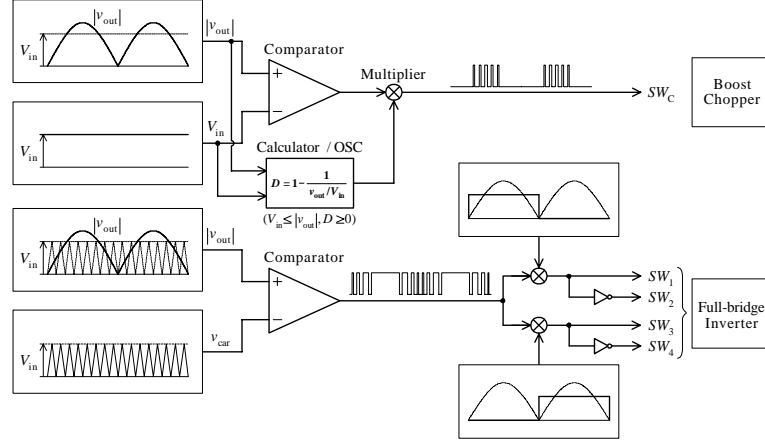 |v_out|
V_in
|v_out|
Comparator
+
−
Multiplier
SW_C
Boost
Chopper
V_in
V_in
Calculator / OSC
D = 1 − 1 / (v_out/V_in)
(V_in ≤ |v_out|, D ≥ 0)
|v_out|
V_in
|v_out|
Comparator
+
−
V_in
v_car
SW_1
SW_2
SW_3
SW_4
Full-bridge
Inverter